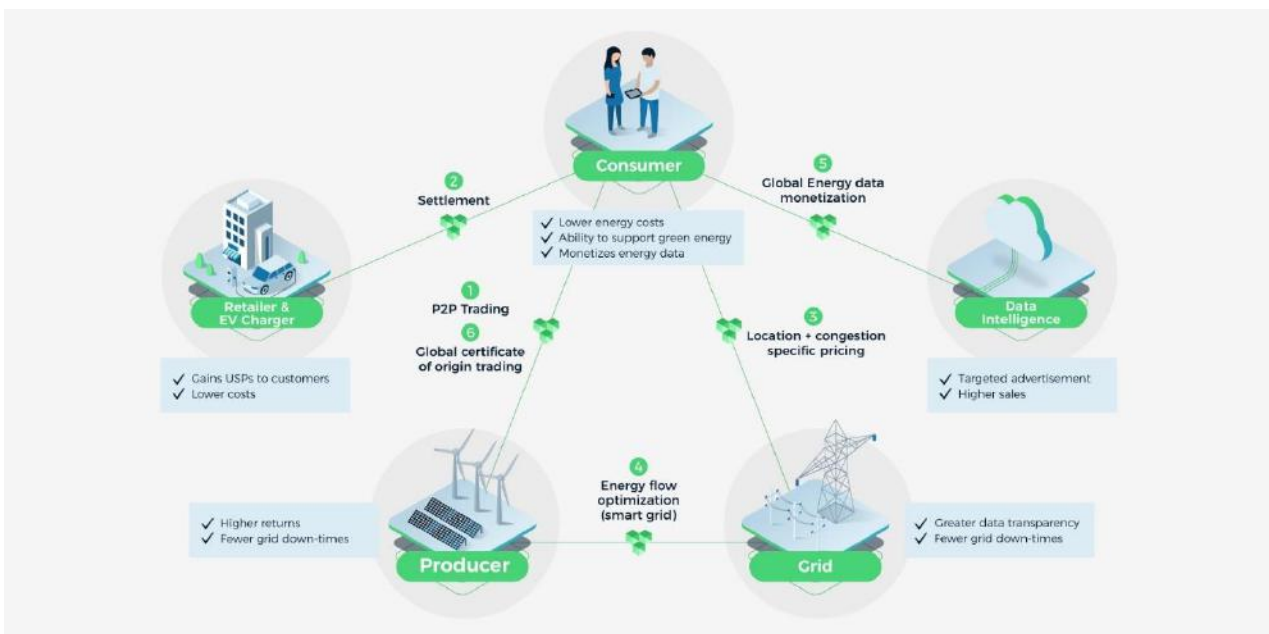 Consumer
✓ Lower energy costs
✓ Ability to support green energy
✓ Monetizes energy data
2
Settlement
5
Global Energy data
monetization
Retailer &
EV Charger
✓ Gains USPs to customers
✓ Lower costs
1
P2P Trading
6
Global certificate
of origin trading
3
Location + congestion
specific pricing
Data
Intelligence
✓ Targeted advertisement
✓ Higher sales
✓ Higher returns
✓ Fewer grid down-times
Producer
4
Energy flow
optimization
(smart grid)
Grid
✓ Greater data transparency
✓ Fewer grid down-times